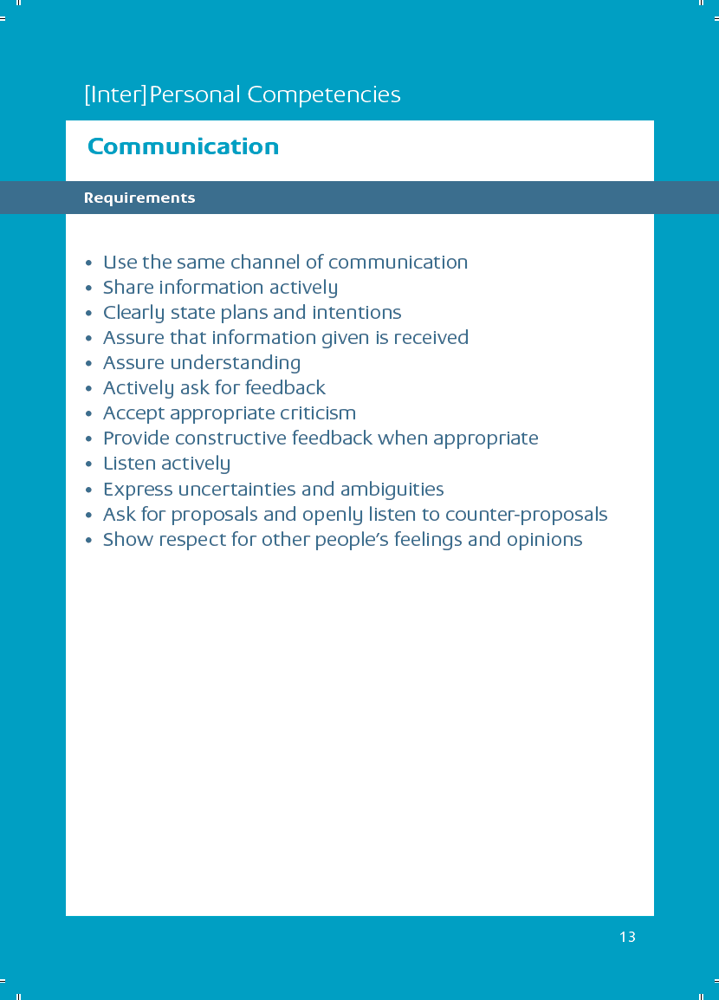 [Inter]Personal Competencies
Communication
Requirements
• Use the same channel of communication
• Share information actively
• Clearly state plans and intentions
• Assure that information given is received
• Assure understanding
• Actively ask for feedback
• Accept appropriate criticism
• Provide constructive feedback when appropriate
• Listen actively
• Express uncertainties and ambiguities
• Ask for proposals and openly listen to counter-proposals
• Show respect for other people’s feelings and opinions
13